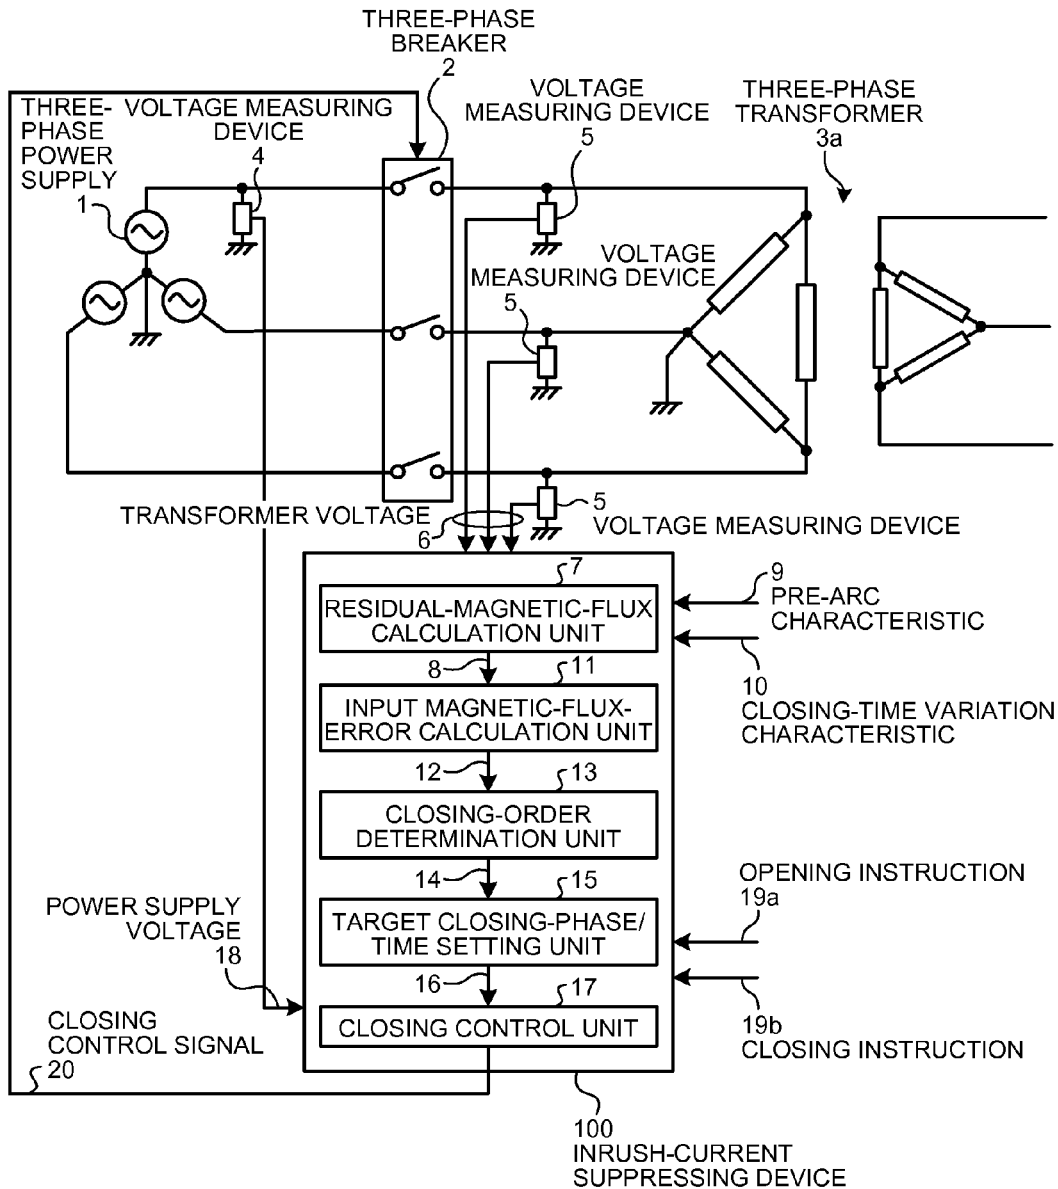 THREE-PHASE
BREAKER
2
THREE-
PHASE
POWER
SUPPLY
1
VOLTAGE MEASURING
DEVICE
4
VOLTAGE
MEASURING DEVICE
5
THREE-PHASE
TRANSFORMER
3a
VOLTAGE
MEASURING DEVICE
5
5
VOLTAGE MEASURING DEVICE
TRANSFORMER VOLTAGE
6
7
RESIDUAL-MAGNETIC-FLUX
CALCULATION UNIT
9
PRE-ARC
CHARACTERISTIC
8
11
10
CLOSING-TIME VARIATION
CHARACTERISTIC
INPUT MAGNETIC-FLUX-
ERROR CALCULATION UNIT
12
13
CLOSING-ORDER
DETERMINATION UNIT
14
15
OPENING INSTRUCTION
19a
POWER SUPPLY
VOLTAGE
18
TARGET CLOSING-PHASE/
TIME SETTING UNIT
16
17
19b
CLOSING INSTRUCTION
CLOSING CONTROL UNIT
CLOSING
CONTROL SIGNAL
20
100
INRUSH-CURRENT
SUPPRESSING DEVICE